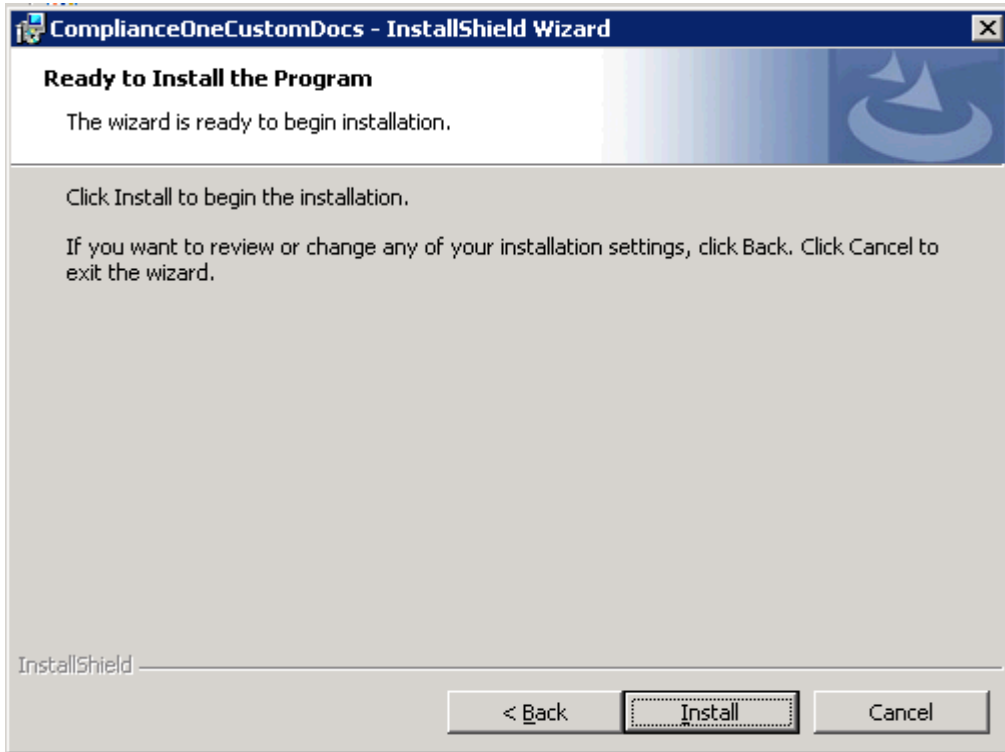 ComplianceOneCustomDocs - InstallShield Wizard
Ready to Install the Program
The wizard is ready to begin installation.
Click Install to begin the installation.
If you want to review or change any of your installation settings, click Back. Click Cancel to
exit the wizard.
InstallShield
< Back
Install
Cancel